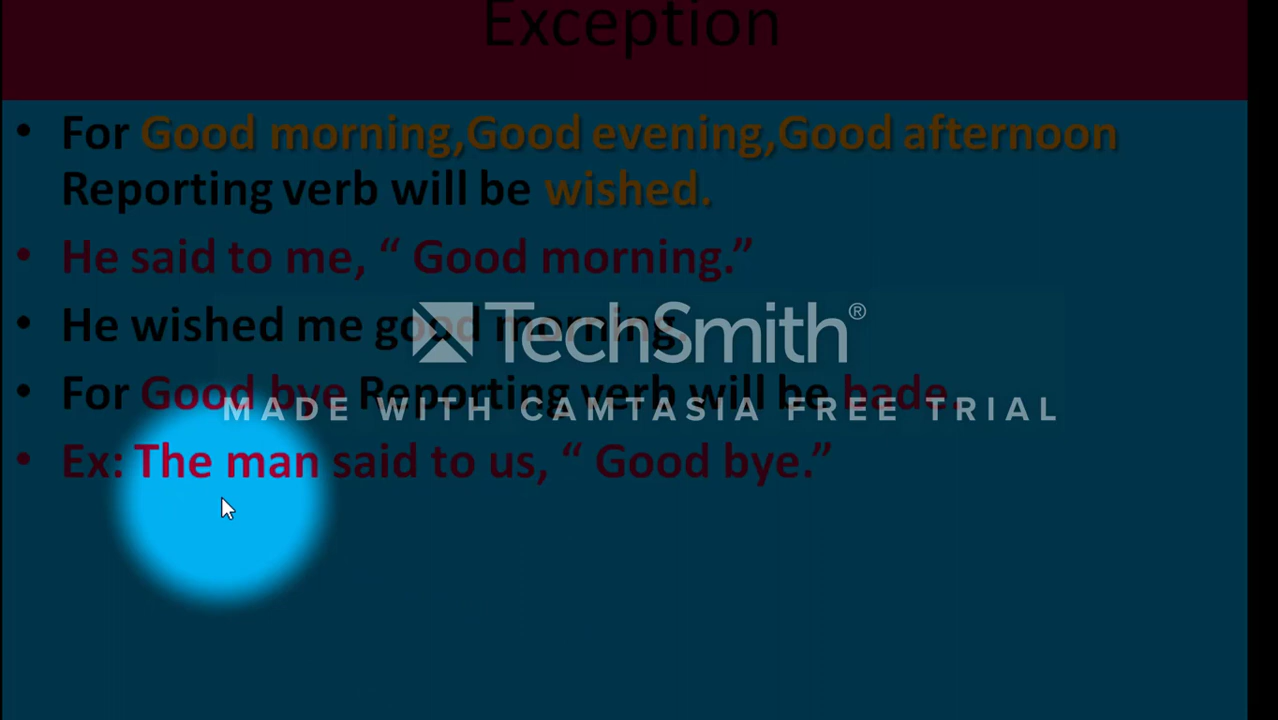 Exception
• For Good morning,Good evening,Good afternoon
Reporting verb will be wished.
• He said to me, “ Good morning.”
• He wished me good morning.
TechSmith®
• For Good bye Reporting verb will be bade.
MADE WITH CAMTASIA FREE TRIAL
• Ex: The man said to us, “ Good bye.”